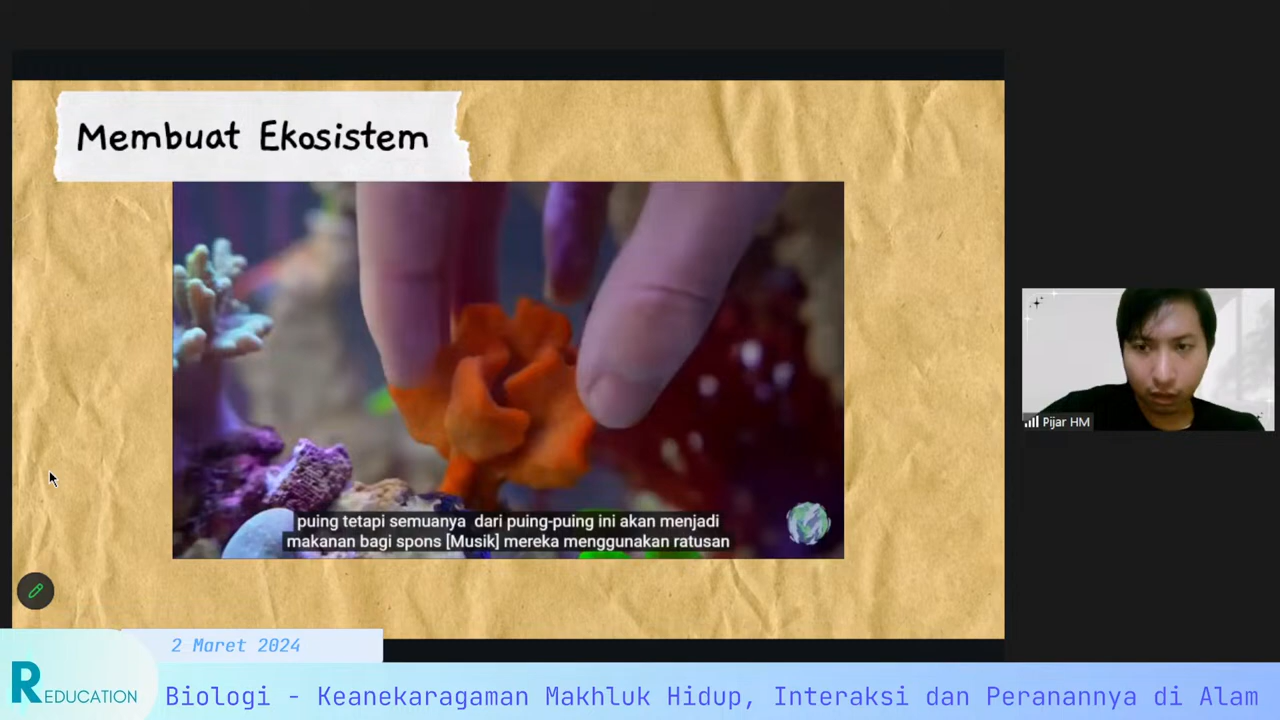 Membuat Ekosistem
puing tetapi semuanya dari puing-puing ini akan menjadi
makanan bagi spons [Musik] mereka menggunakan ratusan
Pijar HM
2 Maret 2024
REDUCATION
Biologi - Keanekaragaman Makhluk Hidup, Interaksi dan Peranannya di Alam